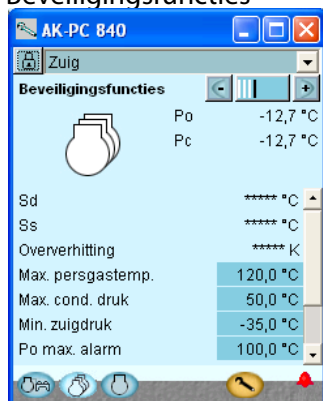 Beveiligingsfuncties
AK-PC 840
Zuig
Beveiligingsfuncties
Po -12,7 °C
Pc -12,7 °C
Sd ***** °C
Ss ***** °C
Oververhitting ***** K
Max. persgastemp. 120,0 °C
Max. cond. druk 50,0 °C
Min. zuigdruk -35,0 °C
Po max. alarm 100,0 °C